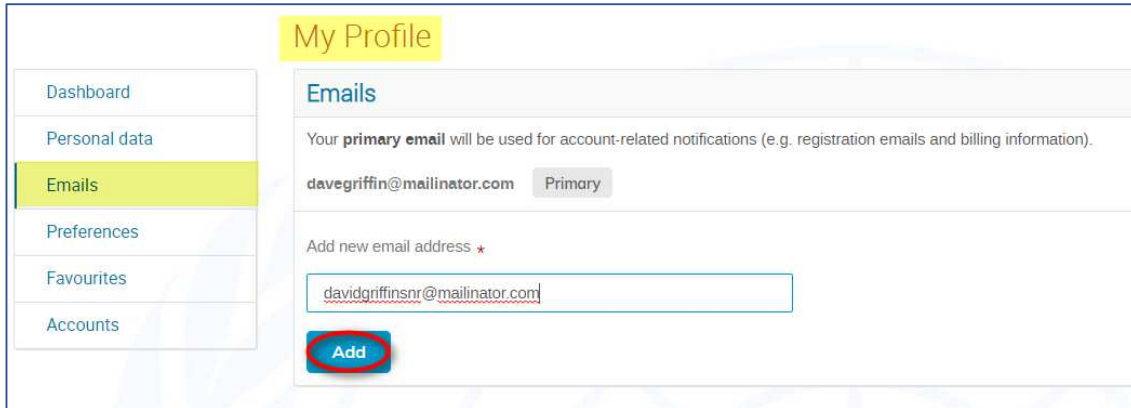 My Profile
Dashboard
Personal data
Emails
Preferences
Favourites
Accounts
Emails
Your primary email will be used for account-related notifications (e.g. registration emails and billing information).
davegriffin@mailinator.com Primary
Add new email address *
davidgriffinsnr@mailinator.com
Add